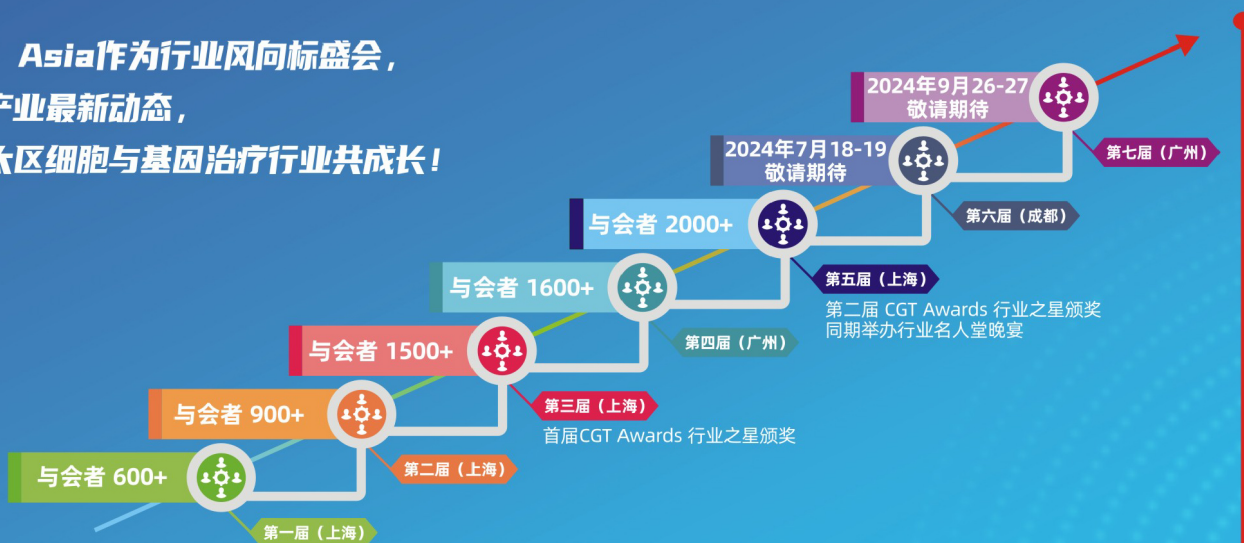 Asia作为行业风向标盛会，
产业最新动态，
太区细胞与基因治疗行业共成长！
2024年9月26-27
敬请期待
第七届（广州）
2024年7月18-19
敬请期待
第六届（成都）
与会者 2000+
第五届（上海）
第二届 CGT Awards 行业之星颁奖
同期举办行业名人堂晚宴
与会者 1600+
第四届（广州）
与会者 1500+
第三届（上海）
首届CGT Awards 行业之星颁奖
与会者 900+
第二届（上海）
与会者 600+
第一届（上海）